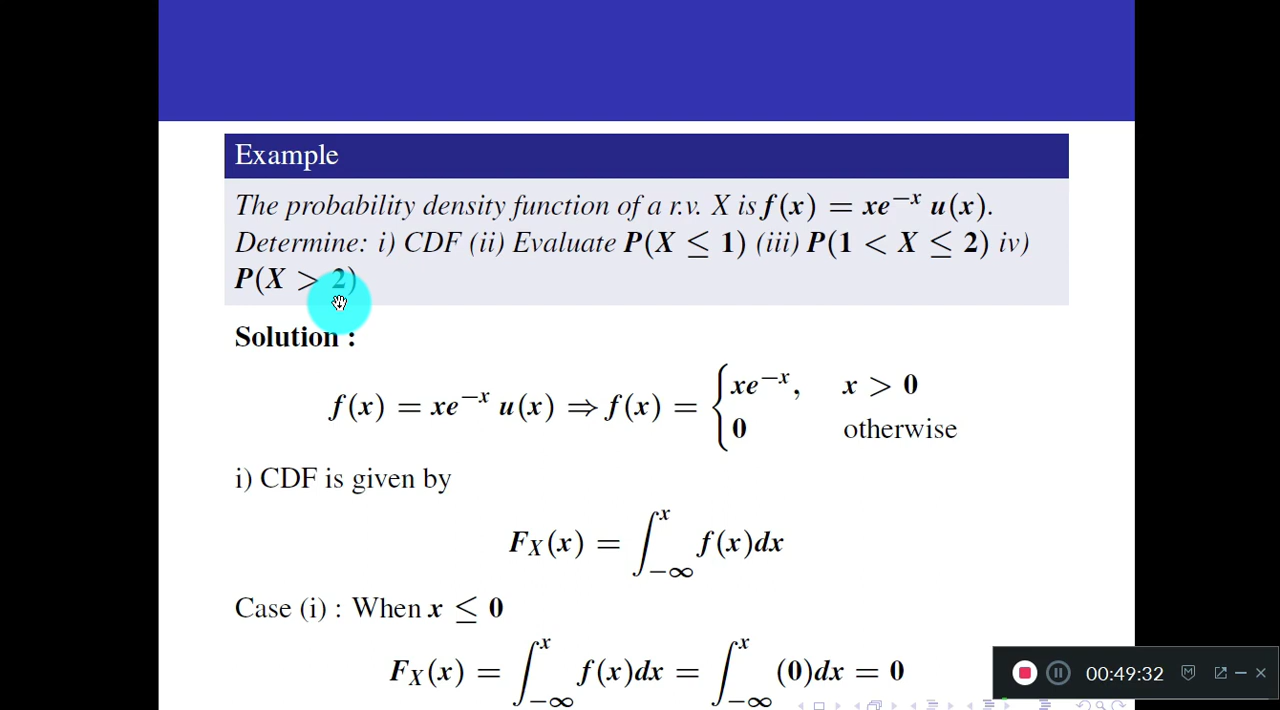 Example
The probability density function of a r.v. X is f(x) = xe^{−x} u(x).
Determine: i) CDF (ii) Evaluate P(X ≤ 1) (iii) P(1 < X ≤ 2) iv)
P(X > 2)
Solution :
f(x) = xe^{−x} u(x) ⇒ f(x) = { xe^{−x}, x > 0
0 otherwise
i) CDF is given by
F_X(x) = ∫_{−∞}^{x} f(x)dx
Case (i) : When x ≤ 0
F_X(x) = ∫_{−∞}^{x} f(x)dx = ∫_{−∞}^{x} (0)dx = 0
00:49:32